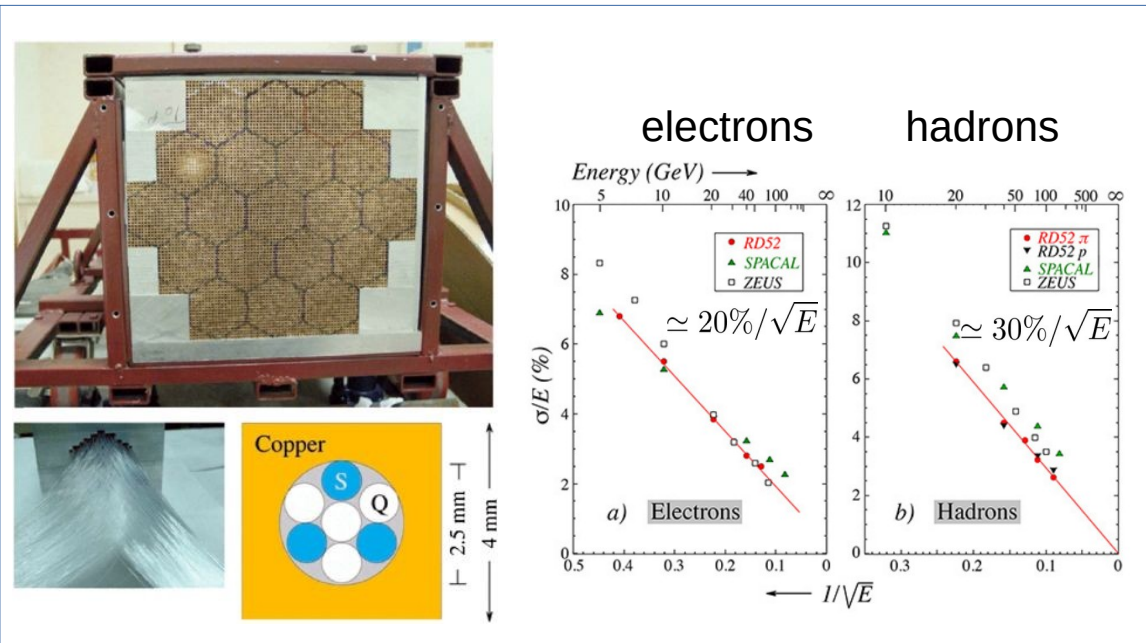 electrons
hadrons
Energy (GeV)
5 10 20 40 100 ∞
10 20 50 100 500 ∞
10
8
6
4
2
0
σ/E (%)
RD52
SPACAL
ZEUS
≃ 20%/√E
a) Electrons
0.5 0.4 0.3 0.2 0.1 0
12
10
8
6
4
2
0
RD52 π
RD52 p
SPACAL
ZEUS
≃ 30%/√E
b) Hadrons
0.3 0.2 0.1 0
1/√E
Copper
S
Q
2.5 mm
4 mm